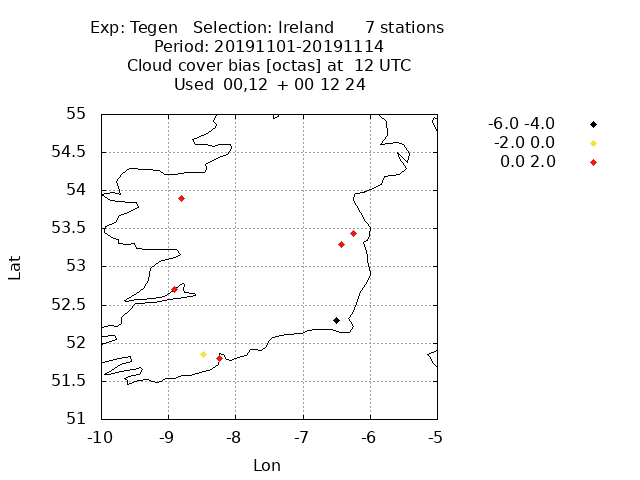 Exp: Tegen   Selection: Ireland      7 stations
Period: 20191101-20191114
Cloud cover bias [octas] at  12 UTC
Used  00,12  + 00 12 24
-6.0 -4.0
-2.0 0.0
0.0 2.0
55
54.5
54
53.5
53
52.5
52
51.5
51
Lat
-10 -9 -8 -7 -6 -5
Lon